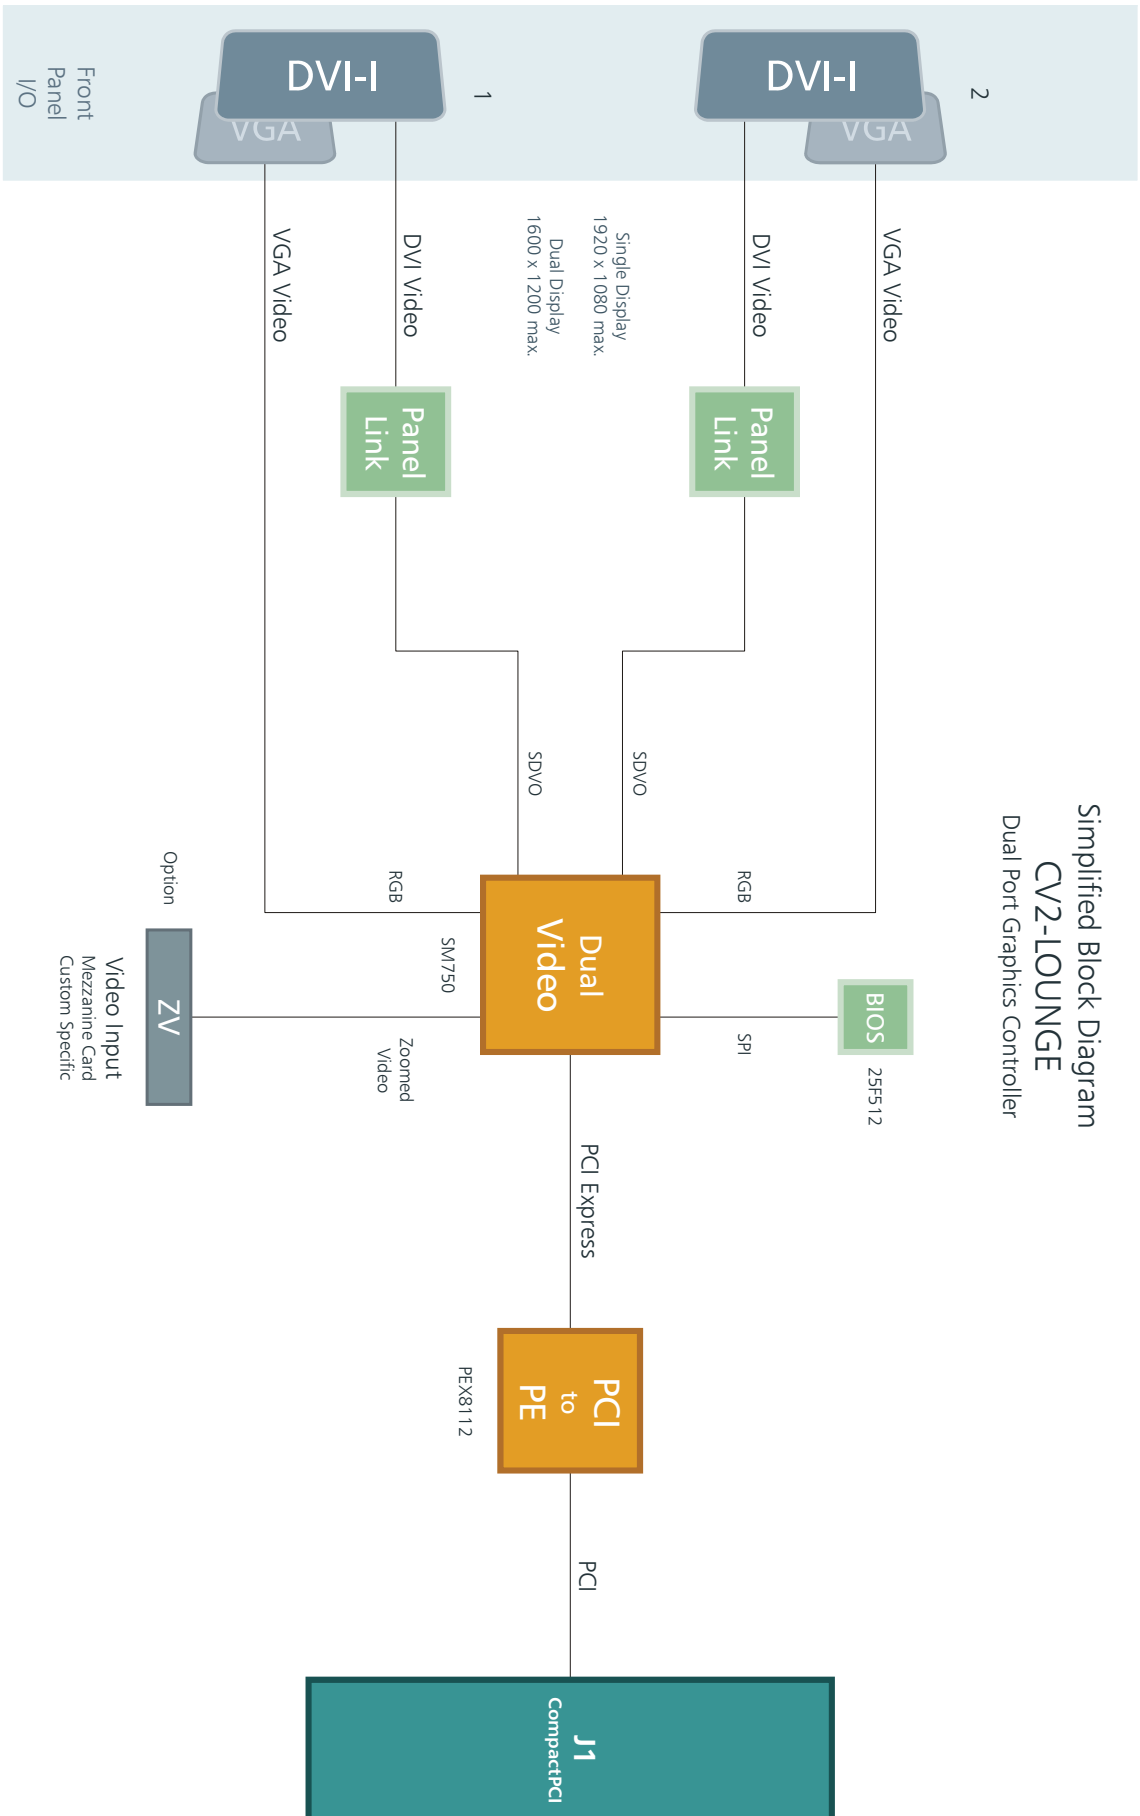 Simplified Block Diagram
CV2-LOUNGE
Dual Port Graphics Controller
Front
Panel
I/O
DVI-I
VGA
1
DVI-I
VGA
2
VGA Video
DVI Video
Single Display
1920 x 1080 max.
Dual Display
1600 x 1200 max.
DVI Video
VGA Video
Panel
Link
Panel
Link
SDVO
SDVO
RGB
RGB
Dual
Video
SM750
BIOS
25F512
SPI
Option
ZV
Video Input
Mezzanine Card
Custom Specific
Zoomed
Video
PCI Express
PCI
to
PE
PEX8112
PCI
J1
CompactPCI